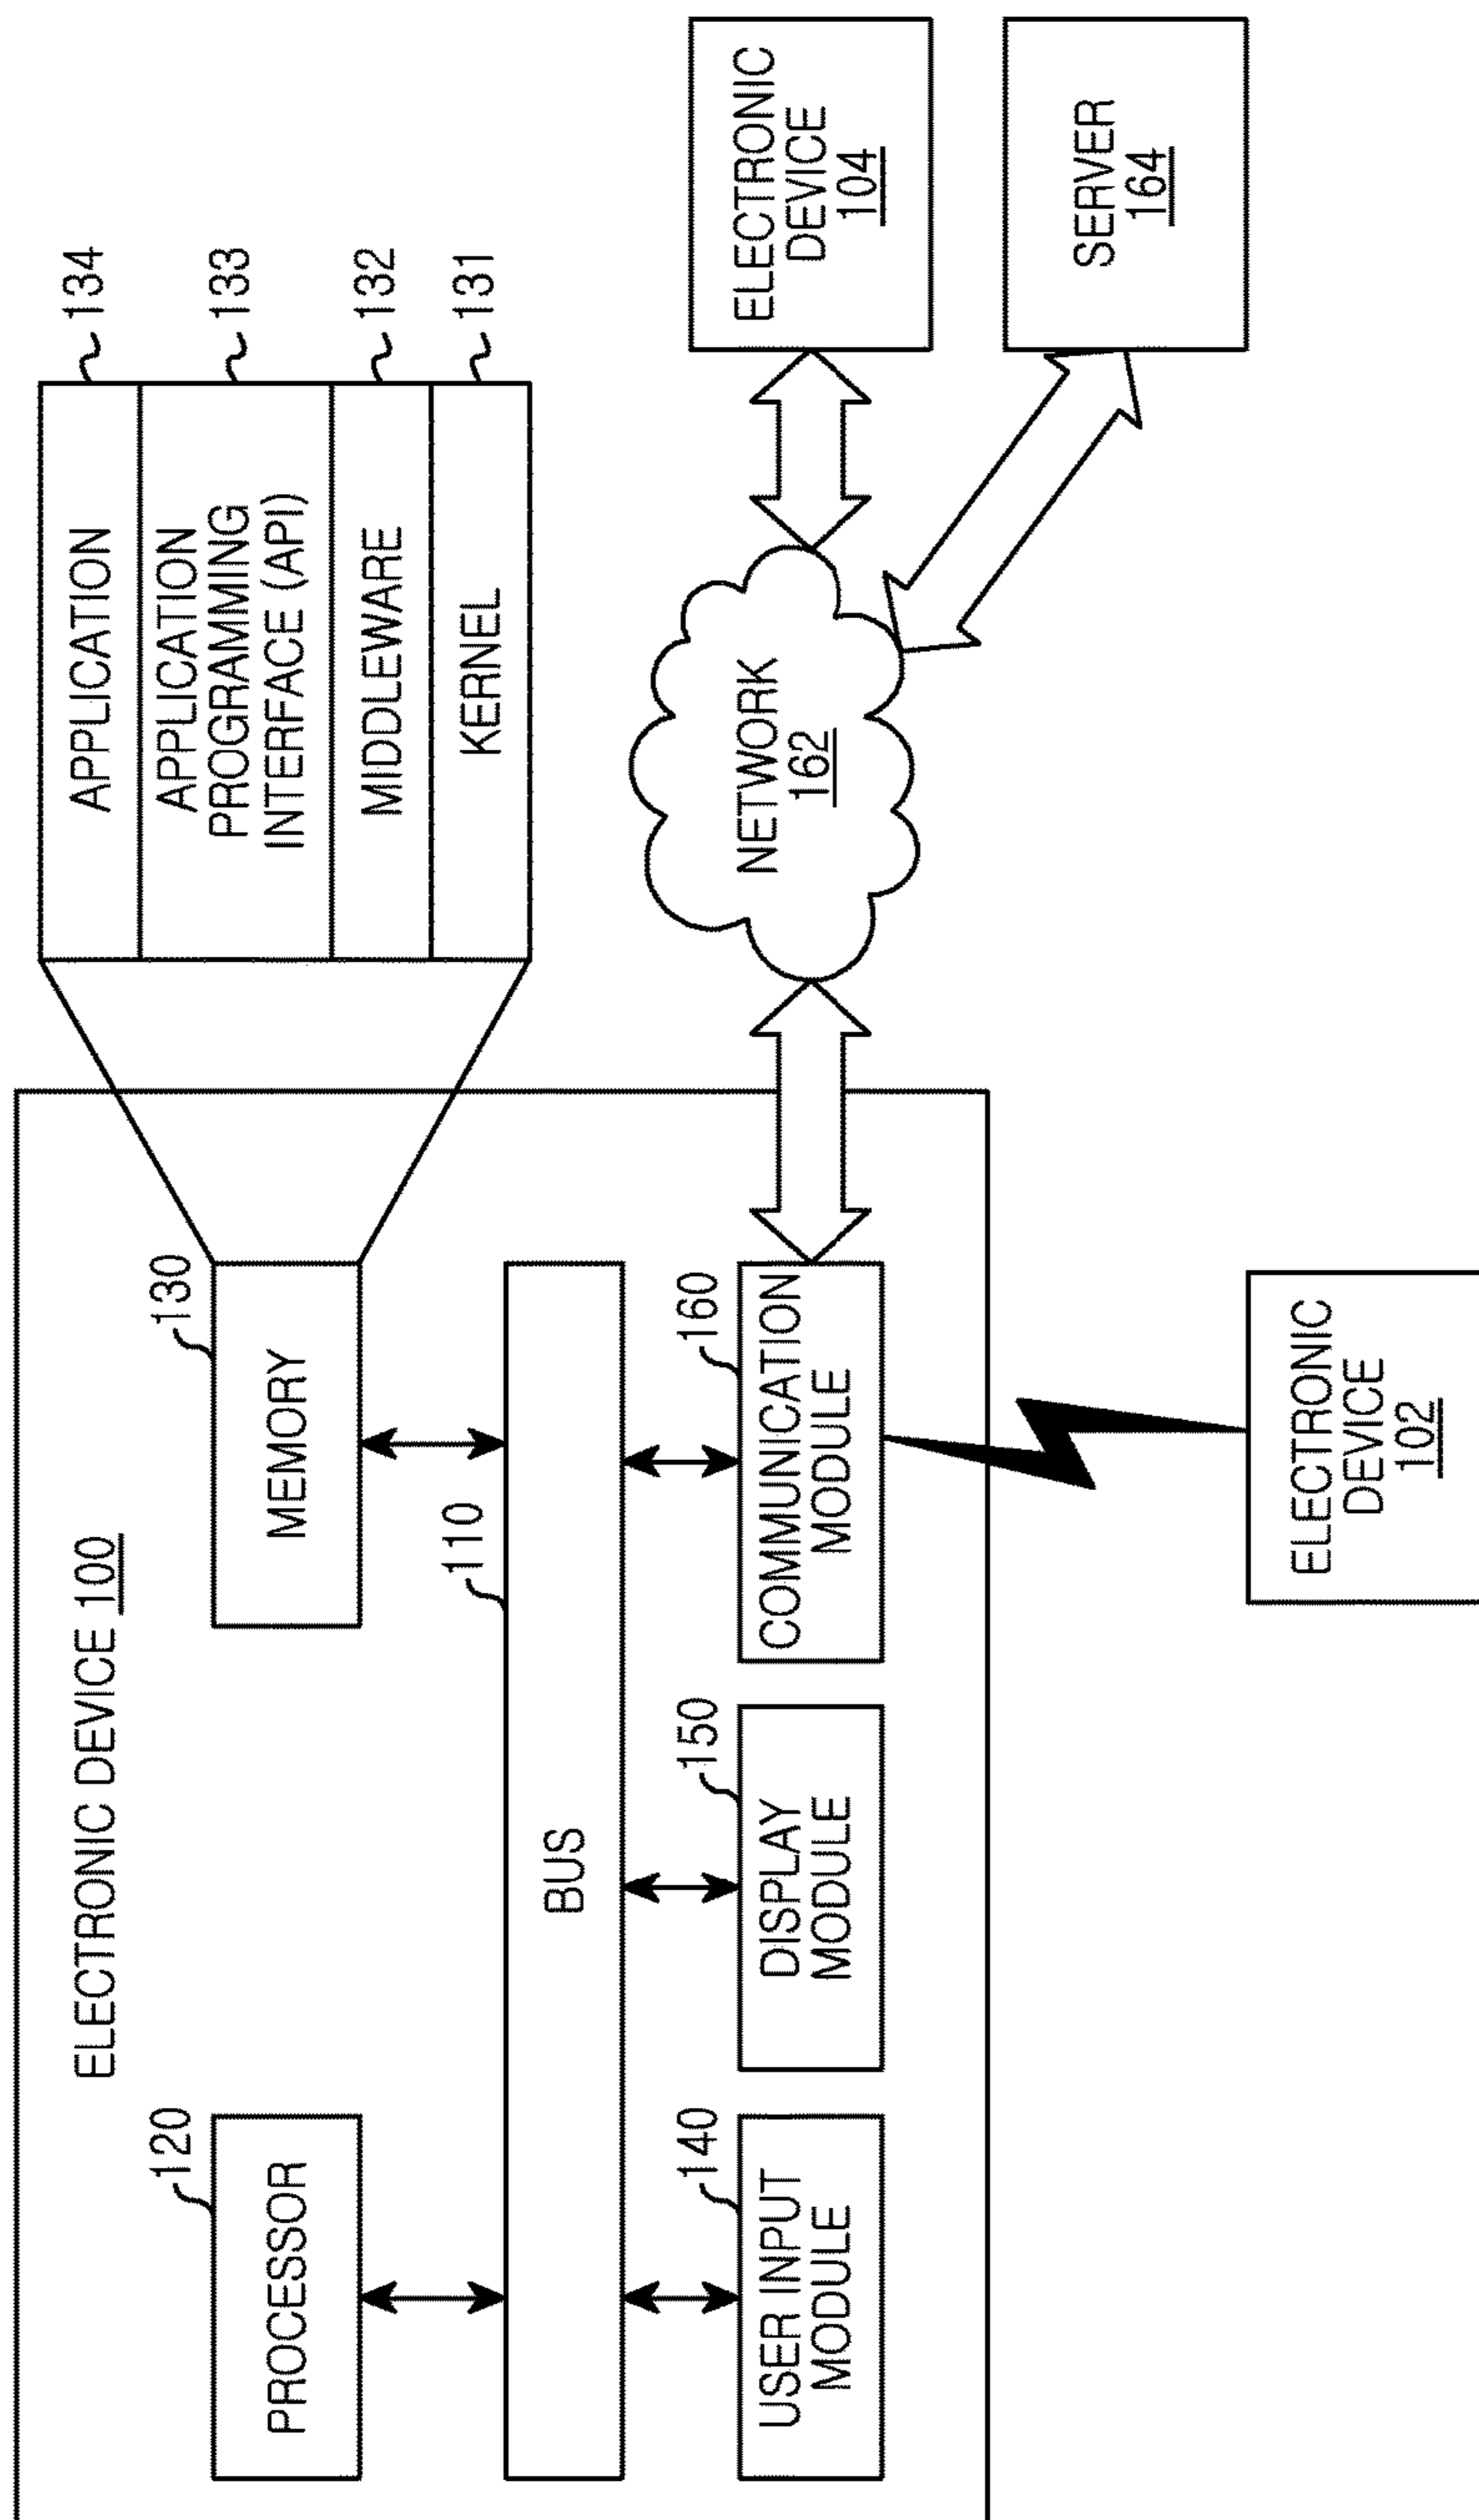 ELECTRONIC DEVICE 100
PROCESSOR
120
MEMORY
130
APPLICATION
134
APPLICATION
PROGRAMMING
INTERFACE (API)
133
MIDDLEWARE
132
KERNEL
131
BUS
110
USER INPUT
MODULE
140
DISPLAY
MODULE
150
COMMUNICATION
MODULE
160
NETWORK
162
ELECTRONIC
DEVICE
104
SERVER
164
ELECTRONIC
DEVICE
102